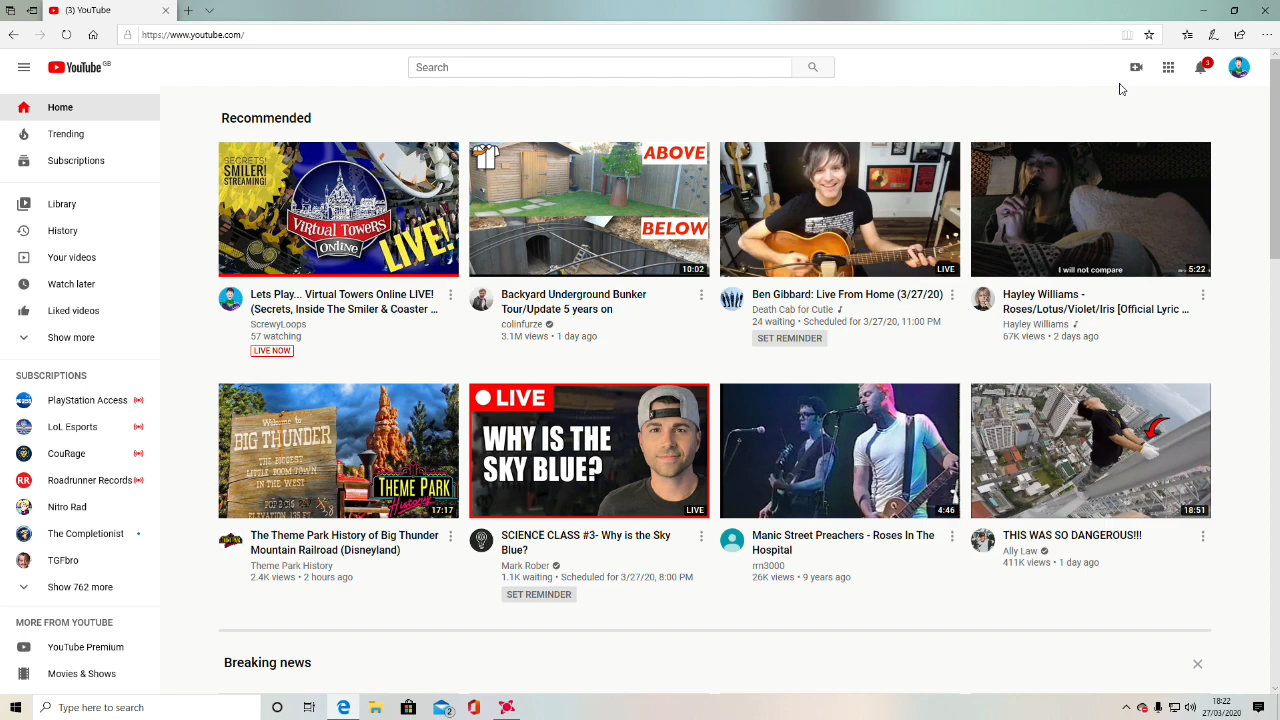 (3) YouTube
https://www.youtube.com/
YouTube GB
Search
3
Home
Trending
Subscriptions
Library
History
Your videos
Watch later
Liked videos
Show more
SUBSCRIPTIONS
PlayStation Access
LoL Esports
CouRage
RR
Roadrunner Records
Nitro Rad
The Completionist
TGFbro
Show 762 more
MORE FROM YOUTUBE
YouTube Premium
Movies & Shows
Recommended
SECRETS!
SMILER!
STREAMING!
VIRTUAL TOWERS
ONLINE
LIVE!
Lets Play... Virtual Towers Online LIVE!
(Secrets, Inside The Smiler & Coaster ...
ScrewyLoops
57 watching
LIVE NOW
ABOVE
BELOW
10:02
Backyard Underground Bunker
Tour/Update 5 years on
colinfurze
3.1M views • 1 day ago
LIVE
Ben Gibbard: Live From Home (3/27/20)
Death Cab for Cutie
24 waiting • Scheduled for 3/27/20, 11:00 PM
SET REMINDER
I will not compare
5:22
Hayley Williams -
Roses/Lotus/Violet/Iris [Official Lyric ...
Hayley Williams
67K views • 2 days ago
Welcome to
BIG THUNDER
THE BIGGEST
LITTLE BOOM TOWN
IN THE WEST
THEME PARK
History
17:17
The Theme Park History of Big Thunder
Mountain Railroad (Disneyland)
Theme Park History
2.4K views • 2 hours ago
LIVE
WHY IS THE
SKY BLUE?
LIVE
SCIENCE CLASS #3- Why is the Sky
Blue?
Mark Rober
1.1K waiting • Scheduled for 3/27/20, 8:00 PM
SET REMINDER
4:46
Manic Street Preachers - Roses In The
Hospital
rrn3000
26K views • 9 years ago
18:51
THIS WAS SO DANGEROUS!!!
Ally Law
411K views • 1 day ago
Breaking news
Type here to search
2
18:22
27/03/2020